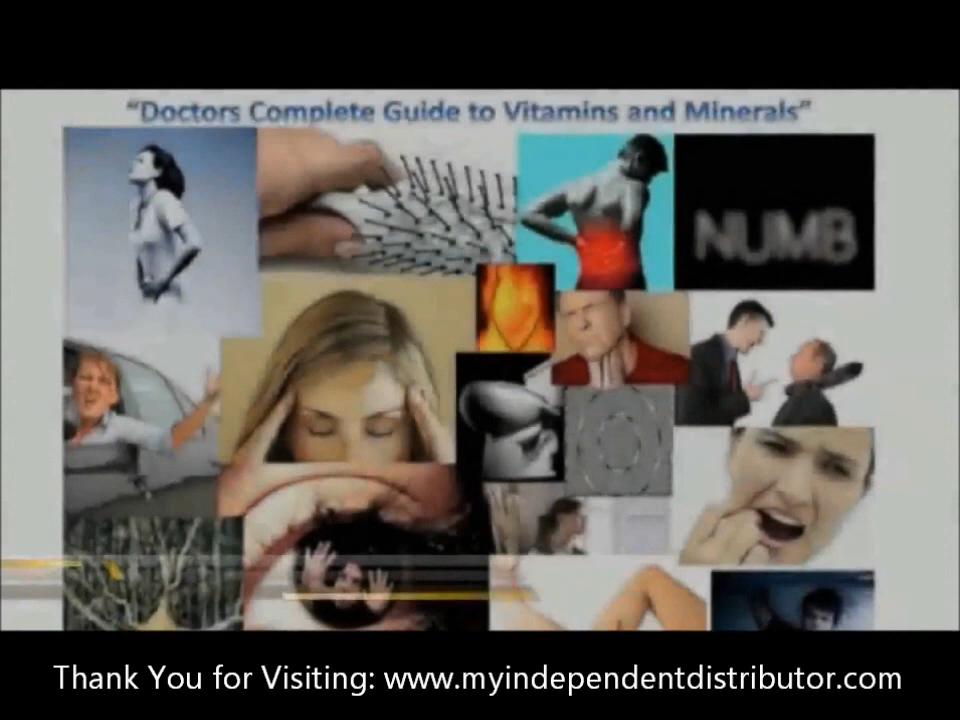 "Doctors Complete Guide to Vitamins and Minerals"
NUMB
Thank You for Visiting: www.myindependentdistributor.com